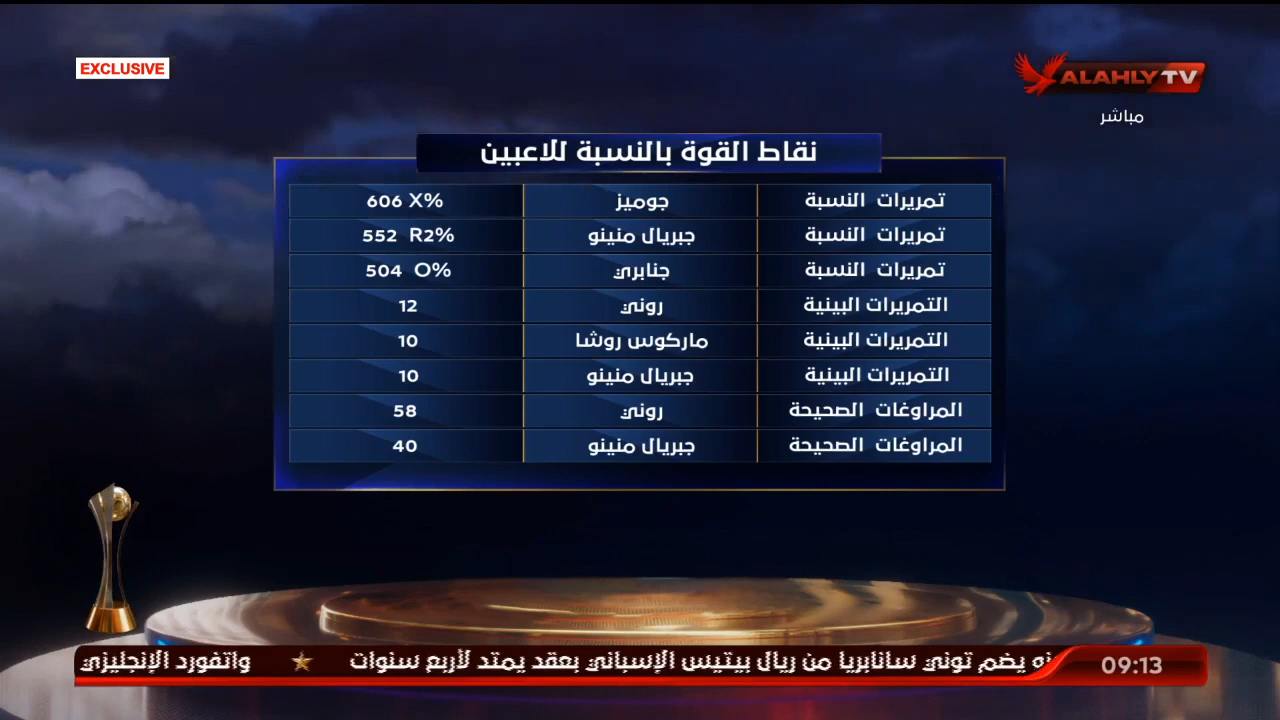 EXCLUSIVE
ALAHLY TV
مباشر
نقاط القوة بالنسبة للاعبين
تمريرات النسبة جوميز 606 X%
تمريرات النسبة جبريال منينو 552 R2%
تمريرات النسبة جنابري 504 O%
التمريرات البينية روني 12
التمريرات البينية ماركوس روشا 10
التمريرات البينية جبريال منينو 10
المراوغات الصحيحة روني 58
المراوغات الصحيحة جبريال منينو 40
09:13
يضم توني سانابريا من ريال بيتيس الإسباني بعقد يمتد لأربع سنوات ★ واتفورد الإنجليزي